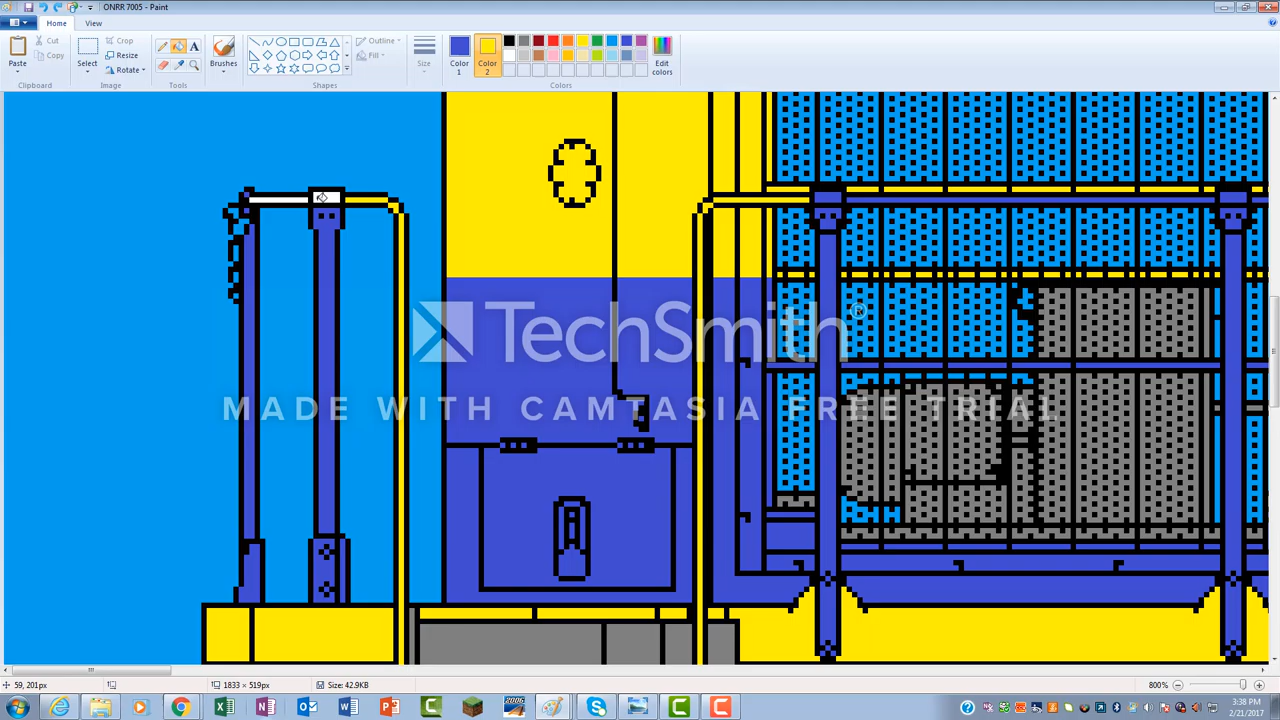 ONRR 7005 - Paint
Home View
Paste
Cut
Copy
Clipboard
Select
Crop
Resize
Rotate
Image
A
Tools
Brushes
Outline
Fill
Shapes
Size
Color 1
Color 2
Edit colors
Colors
TechSmith®
MADE WITH CAMTASIA FREE TRIAL
59, 201px
1833 × 519px
Size: 42.9KB
800%
2006
3:38 PM
2/21/2017